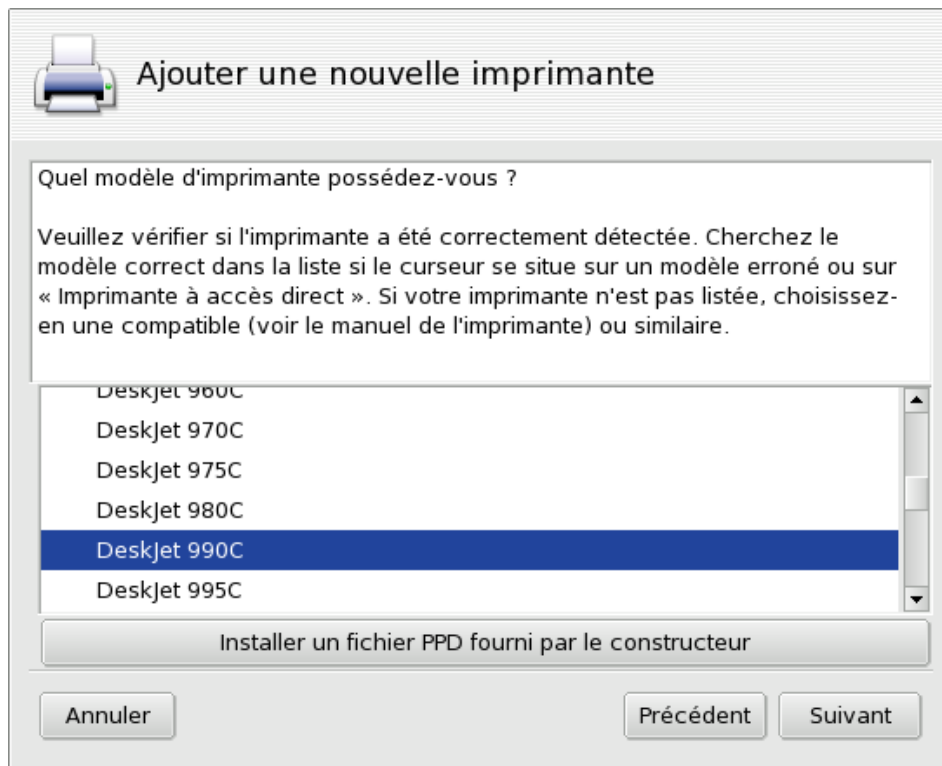 Ajouter une nouvelle imprimante
Quel modèle d'imprimante possédez-vous ?
Veuillez vérifier si l'imprimante a été correctement détectée. Cherchez le
modèle correct dans la liste si le curseur se situe sur un modèle erroné ou sur
« Imprimante à accès direct ». Si votre imprimante n'est pas listée, choisissez-
en une compatible (voir le manuel de l'imprimante) ou similaire.
DeskJet 960C
DeskJet 970C
DeskJet 975C
DeskJet 980C
DeskJet 990C
DeskJet 995C
Installer un fichier PPD fourni par le constructeur
Annuler
Précédent
Suivant